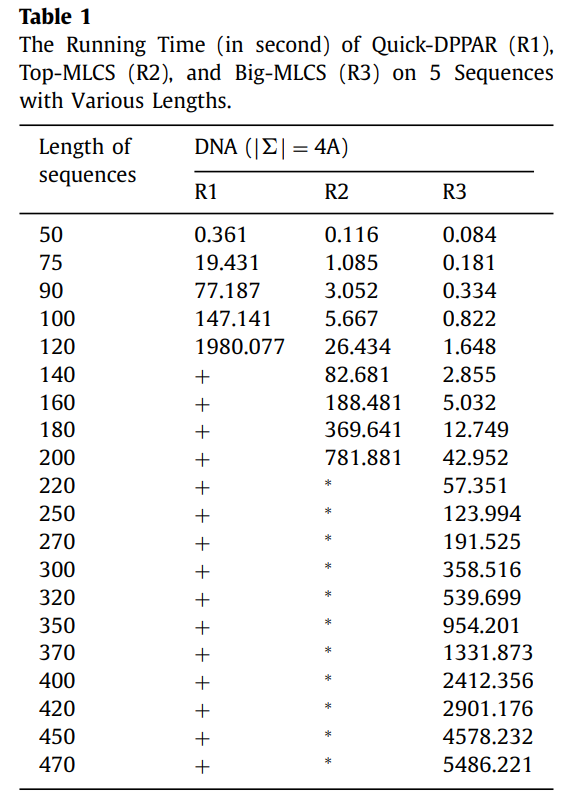 Table 1
The Running Time (in second) of Quick-DPPAR (R1),
Top-MLCS (R2), and Big-MLCS (R3) on 5 Sequences
with Various Lengths.
Length of sequences DNA (|Σ| = 4A)
R1 R2 R3
50 0.361 0.116 0.084
75 19.431 1.085 0.181
90 77.187 3.052 0.334
100 147.141 5.667 0.822
120 1980.077 26.434 1.648
140 + 82.681 2.855
160 + 188.481 5.032
180 + 369.641 12.749
200 + 781.881 42.952
220 + * 57.351
250 + * 123.994
270 + * 191.525
300 + * 358.516
320 + * 539.699
350 + * 954.201
370 + * 1331.873
400 + * 2412.356
420 + * 2901.176
450 + * 4578.232
470 + * 5486.221